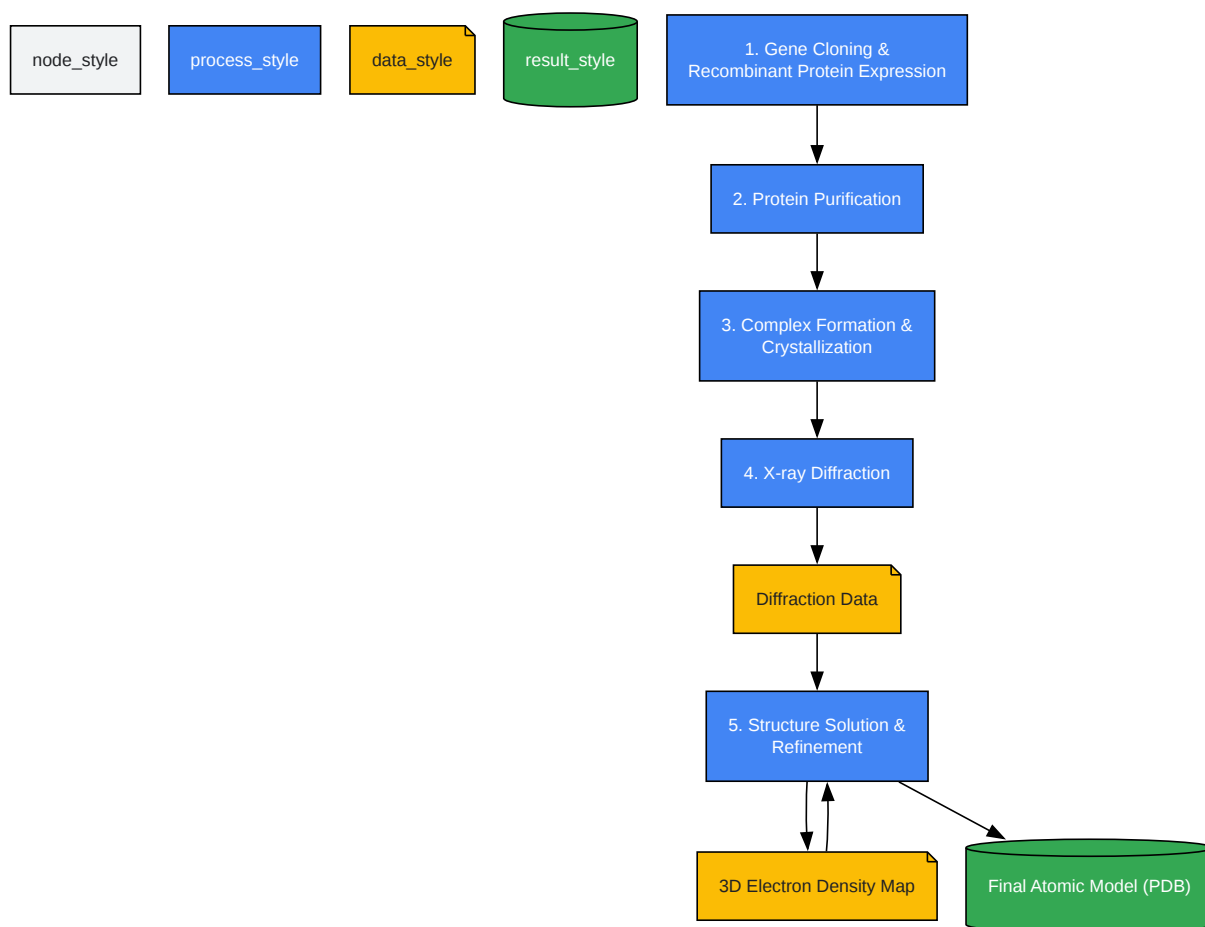 node_style
process_style
data_style
result_style
1. Gene Cloning &
Recombinant Protein Expression
2. Protein Purification
3. Complex Formation &
Crystallization
4. X-ray Diffraction
Diffraction Data
5. Structure Solution &
Refinement
3D Electron Density Map
Final Atomic Model (PDB)